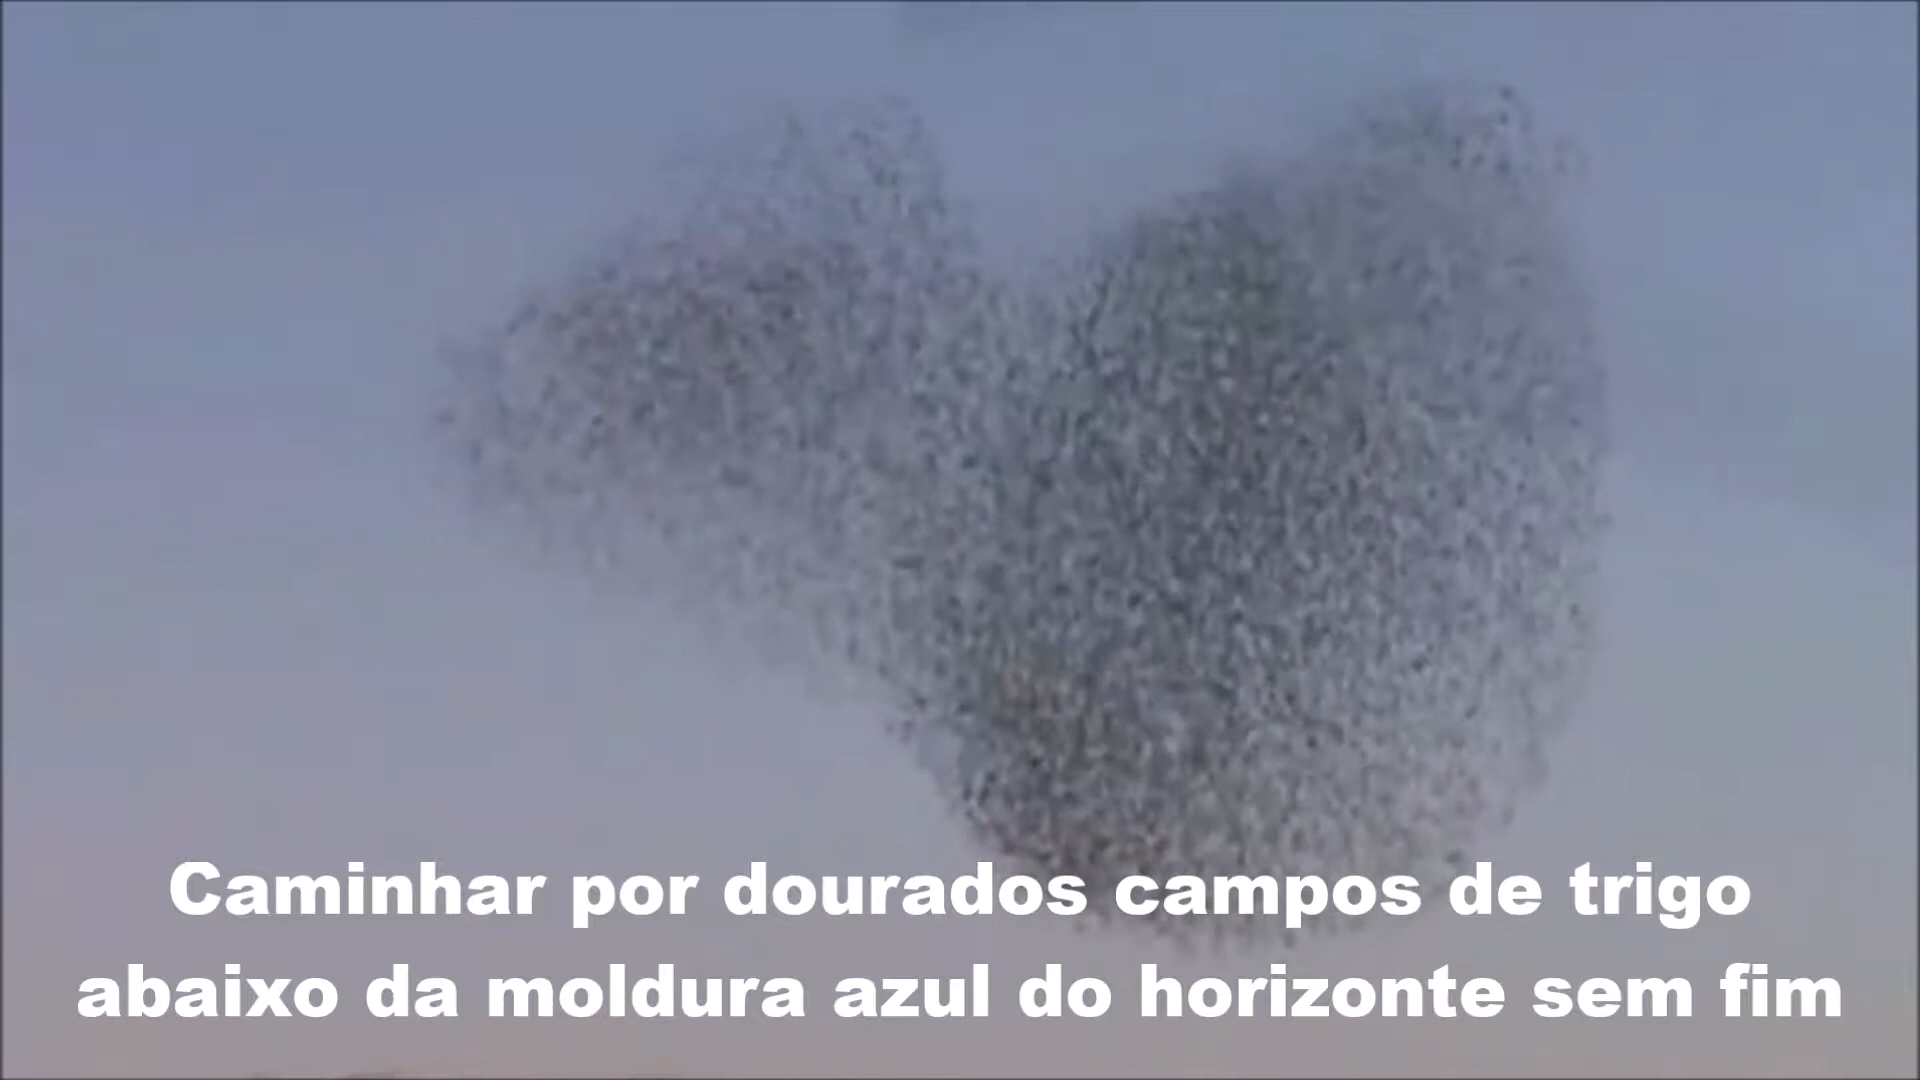 Caminhar por dourados campos de trigo
abaixo da moldura azul do horizonte sem fim